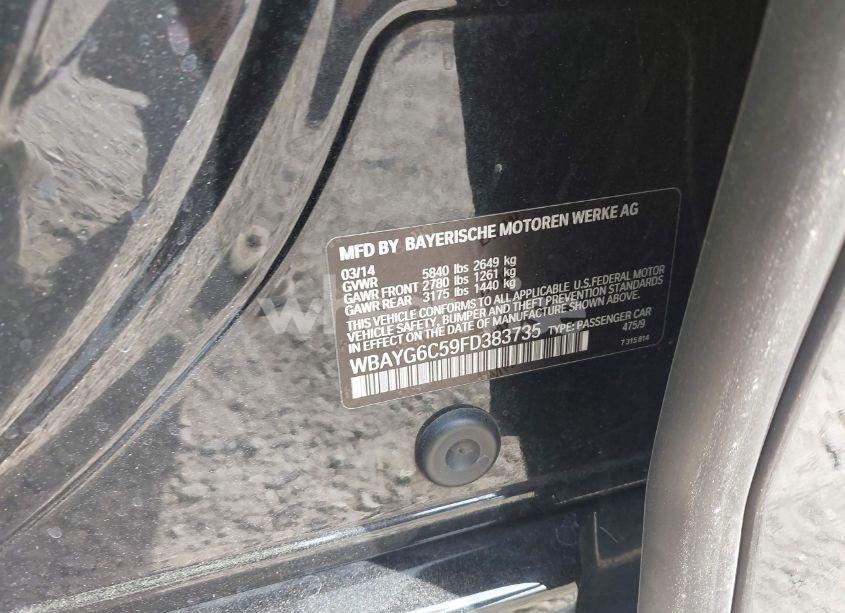 MFD BY BAYERISCHE MOTOREN WERKE AG
03/14 5840 lbs 2649 kg
GVWR
GAWR FRONT 2780 lbs 1261 kg
GAWR REAR 3175 lbs 1440 kg
THIS VEHICLE CONFORMS TO ALL APPLICABLE U.S.FEDERAL MOTOR
VEHICLE SAFETY, BUMPER AND THEFT PREVENTION STANDARDS
IN EFFECT ON THE DATE OF MANUFACTURE SHOWN ABOVE.
WBAYG6C59FD383735 TYPE: PASSENGER CAR
475/9
7 315 814